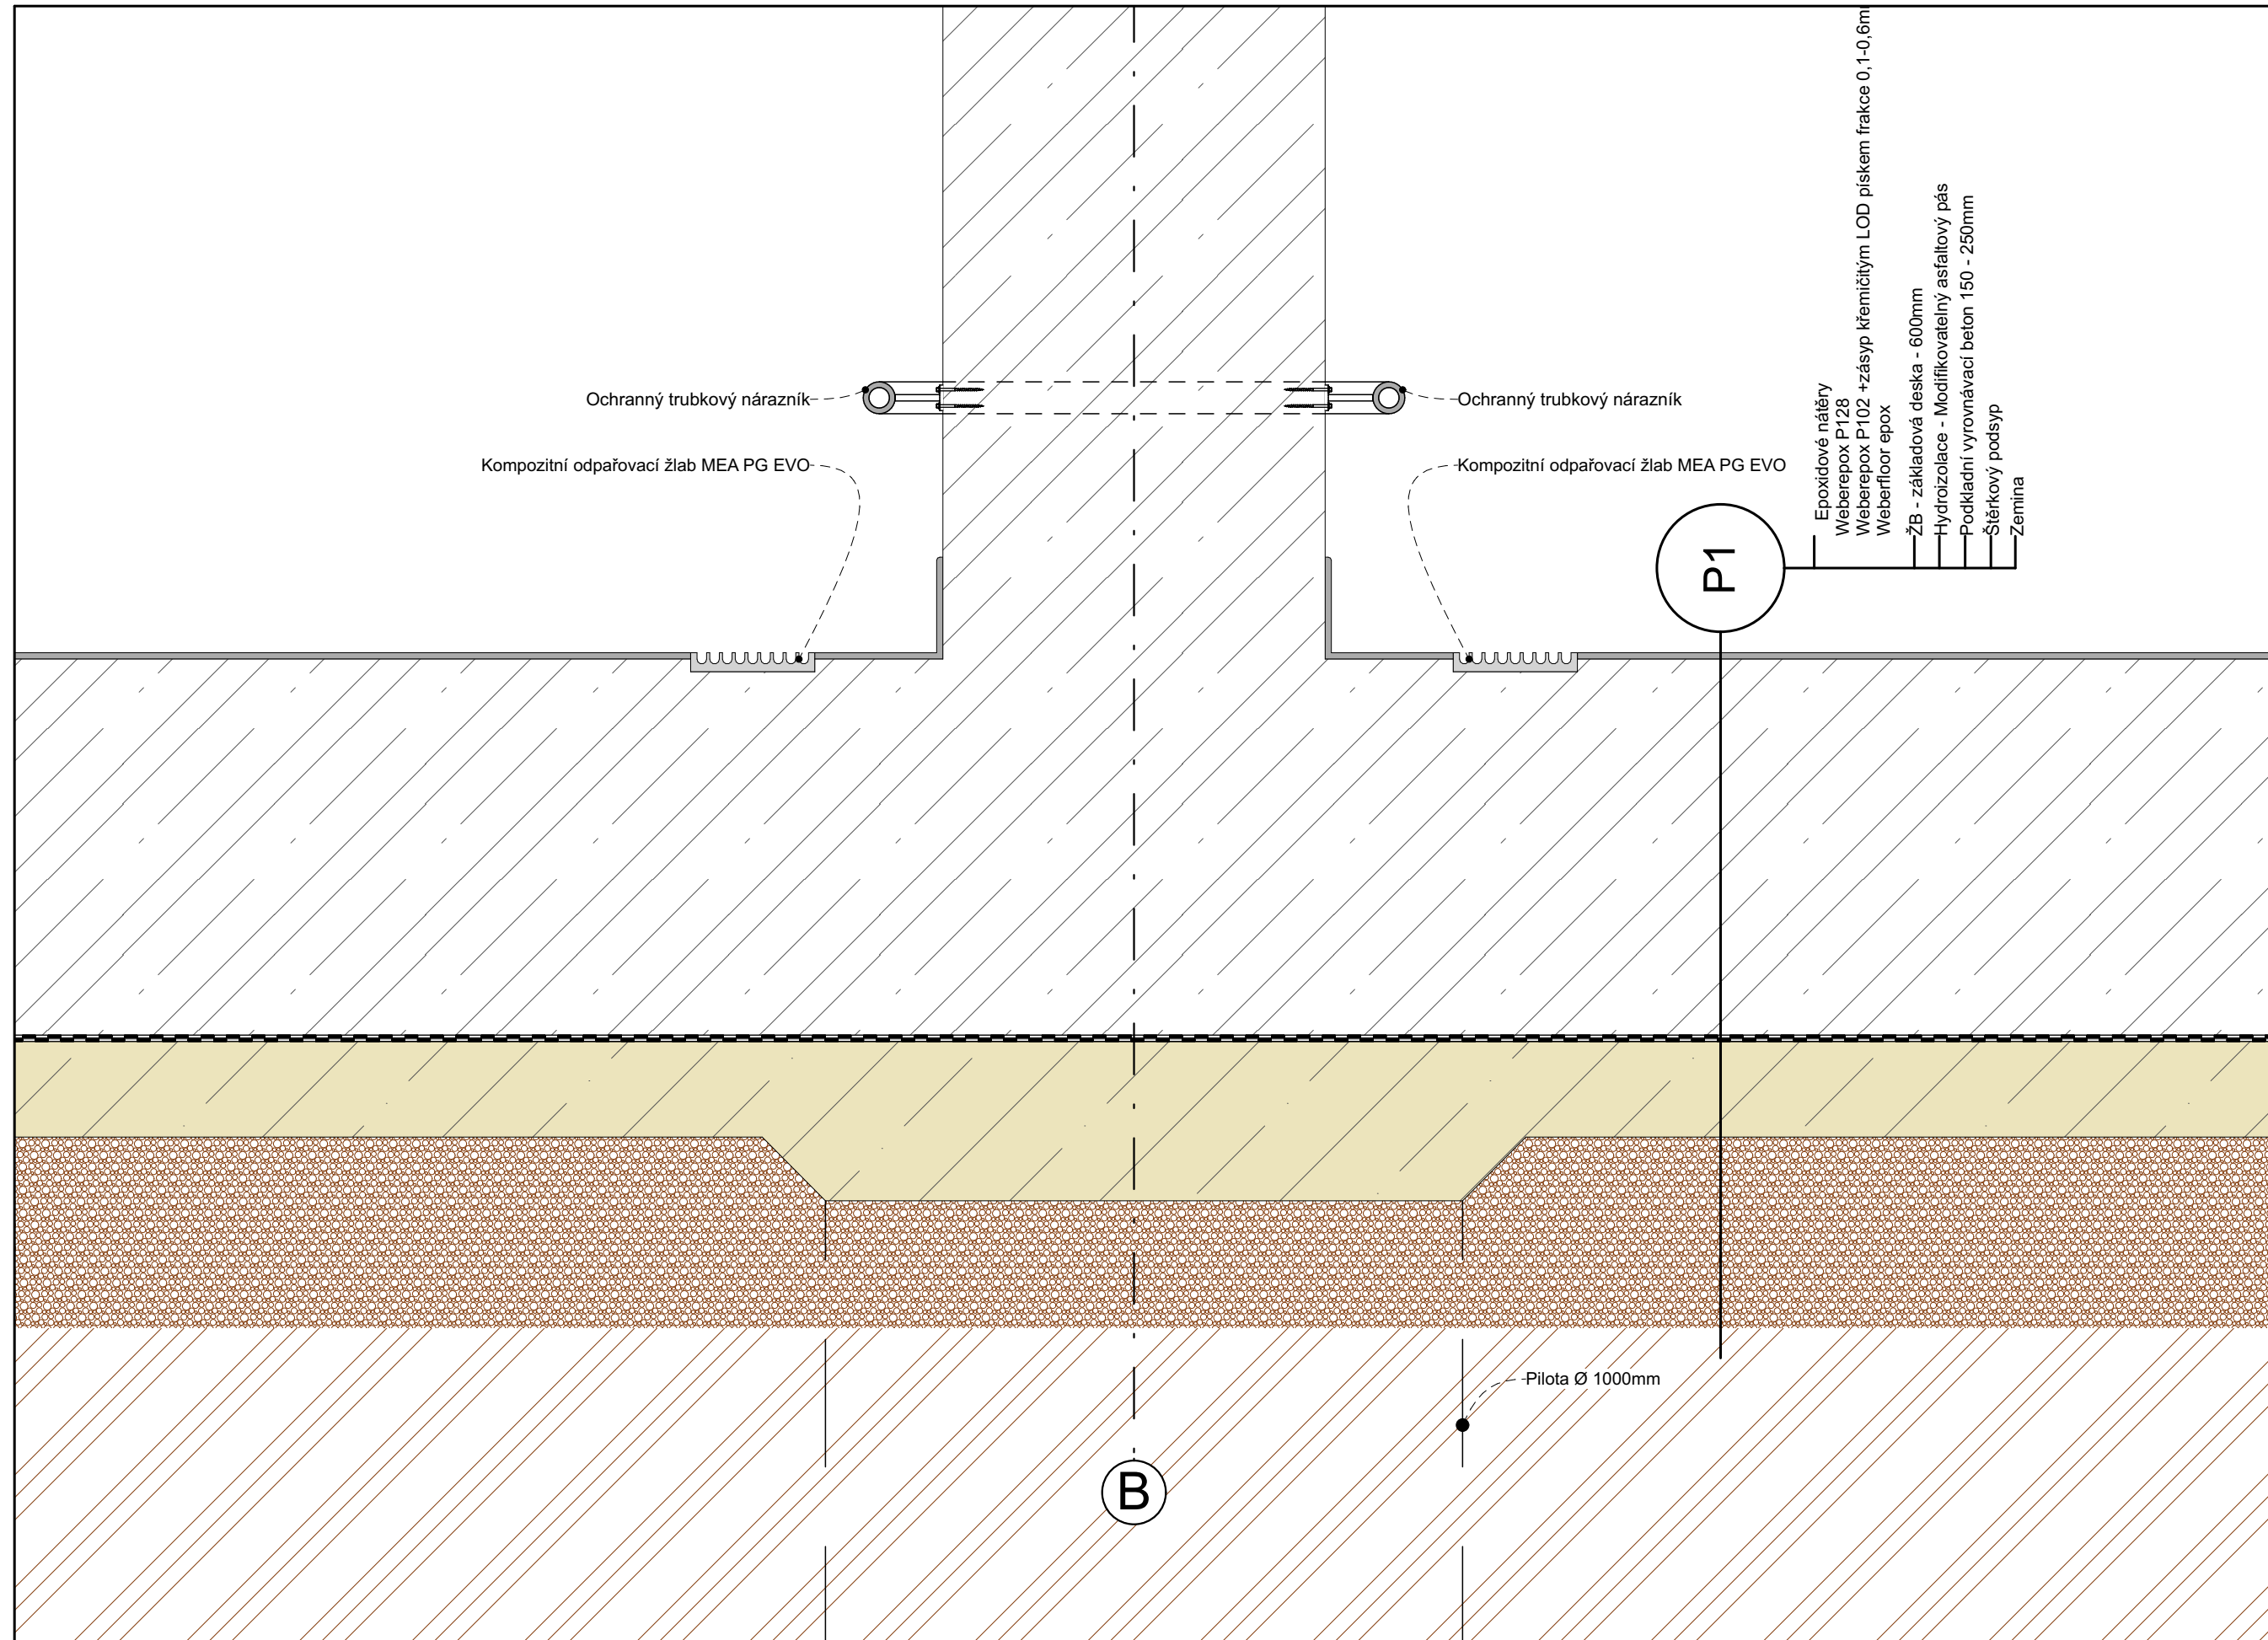 Ochranný trubkový nárazník
Ochranný trubkový nárazník
Kompozitní odpařovací žlab MEA PG EVO
Kompozitní odpařovací žlab MEA PG EVO
P1
Epoxidové nátěry
Weberepox P128
Weberepox P102 +zásyp křemičitým LOD pískem frakce 0,1-0,6m
Weberfloor epox
ŽB - základová deska - 600mm
Hydroizolace - Modifikovatelný asfaltový pás
Podkladní vyrovnávací beton 150 - 250mm
Štěrkový podsyp
Zemina
Pilota Ø 1000mm
B